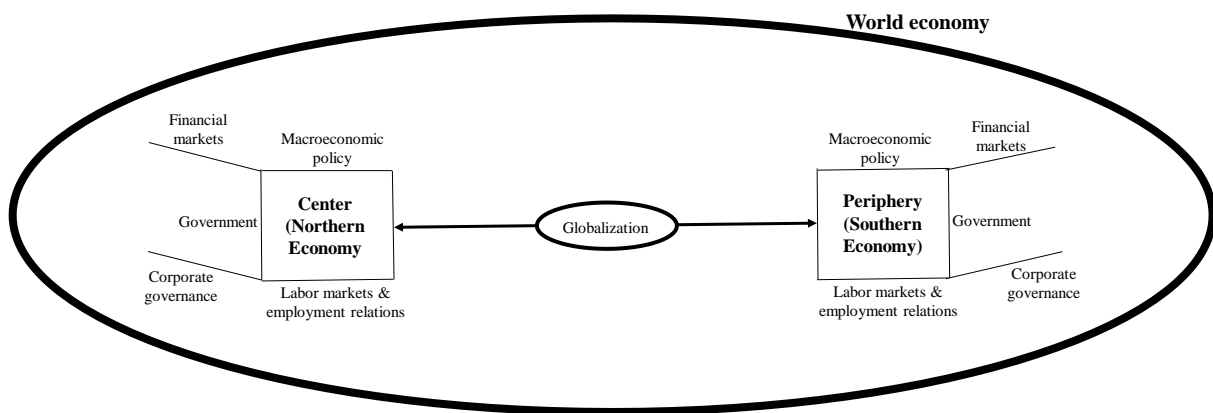 World economy
Financial
markets
Macroeconomic
policy
Center
(Northern
Economy
Government
Corporate
governance
Labor markets &
employment relations
Globalization
Macroeconomic
policy
Financial
markets
Periphery
(Southern
Economy)
Government
Labor markets &
employment relations
Corporate
governance